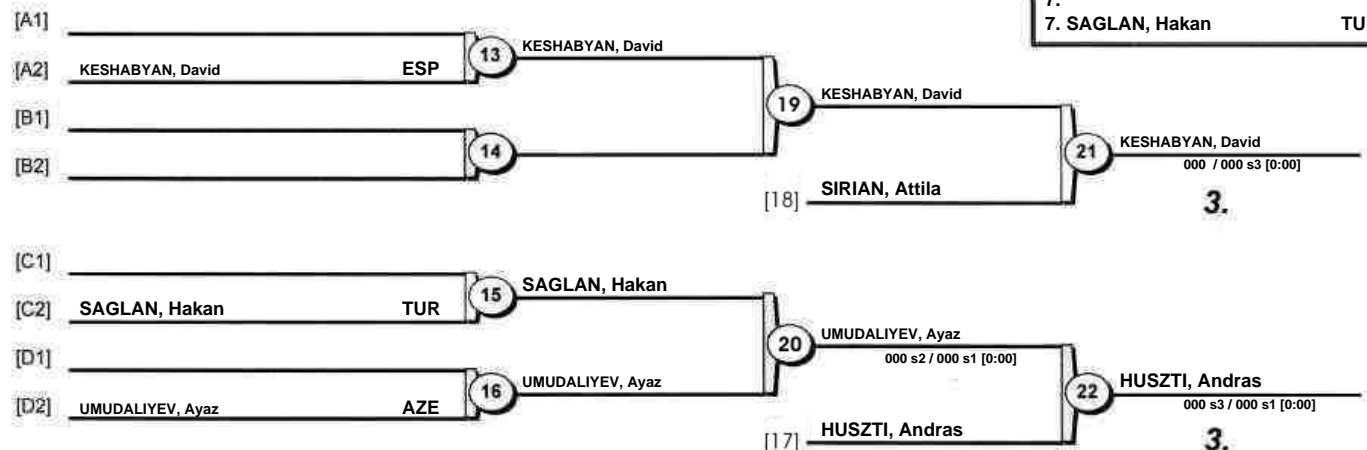 7.
7. SAGLAN, Hakan TU
[A1]
[A2] KESHABYAN, David ESP
13 KESHABYAN, David
[B1]
[B2]
14
19 KESHABYAN, David
[18] SIRIAN, Attila
21 KESHABYAN, David
000 / 000 s3 [0:00]
3.
[C1]
[C2] SAGLAN, Hakan TUR
15 SAGLAN, Hakan
[D1]
[D2] UMUDALIYEV, Ayaz AZE
16 UMUDALIYEV, Ayaz
20 UMUDALIYEV, Ayaz
000 s2 / 000 s1 [0:00]
[17] HUSZTI, Andras
22 HUSZTI, Andras
000 s3 / 000 s1 [0:00]
3.